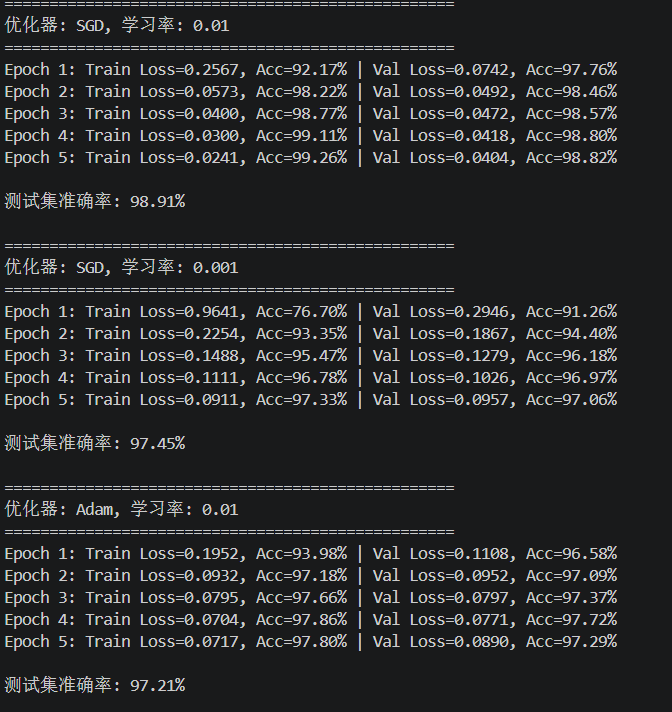 ==================================================
优化器: SGD, 学习率: 0.01
==================================================
Epoch 1: Train Loss=0.2567, Acc=92.17% | Val Loss=0.0742, Acc=97.76%
Epoch 2: Train Loss=0.0573, Acc=98.22% | Val Loss=0.0492, Acc=98.46%
Epoch 3: Train Loss=0.0400, Acc=98.77% | Val Loss=0.0472, Acc=98.57%
Epoch 4: Train Loss=0.0300, Acc=99.11% | Val Loss=0.0418, Acc=98.80%
Epoch 5: Train Loss=0.0241, Acc=99.26% | Val Loss=0.0404, Acc=98.82%
测试集准确率: 98.91%
==================================================
优化器: SGD, 学习率: 0.001
==================================================
Epoch 1: Train Loss=0.9641, Acc=76.70% | Val Loss=0.2946, Acc=91.26%
Epoch 2: Train Loss=0.2254, Acc=93.35% | Val Loss=0.1867, Acc=94.40%
Epoch 3: Train Loss=0.1488, Acc=95.47% | Val Loss=0.1279, Acc=96.18%
Epoch 4: Train Loss=0.1111, Acc=96.78% | Val Loss=0.1026, Acc=96.97%
Epoch 5: Train Loss=0.0911, Acc=97.33% | Val Loss=0.0957, Acc=97.06%
测试集准确率: 97.45%
==================================================
优化器: Adam, 学习率: 0.01
==================================================
Epoch 1: Train Loss=0.1952, Acc=93.98% | Val Loss=0.1108, Acc=96.58%
Epoch 2: Train Loss=0.0932, Acc=97.18% | Val Loss=0.0952, Acc=97.09%
Epoch 3: Train Loss=0.0795, Acc=97.66% | Val Loss=0.0797, Acc=97.37%
Epoch 4: Train Loss=0.0704, Acc=97.86% | Val Loss=0.0771, Acc=97.72%
Epoch 5: Train Loss=0.0717, Acc=97.80% | Val Loss=0.0890, Acc=97.29%
测试集准确率: 97.21%